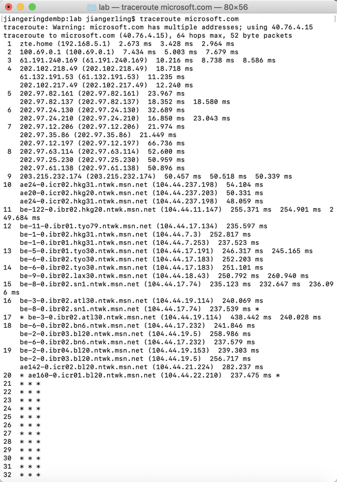 lab — traceroute microsoft.com — 80×56
jiangerjingdembp:lab jiangerjing$ traceroute microsoft.com
traceroute: Warning: microsoft.com has multiple addresses; using 40.76.4.15
traceroute to microsoft.com (40.76.4.15), 64 hops max, 52 byte packets
1 zte.home (192.168.5.1) 2.673 ms 3.428 ms 2.964 ms
2 100.69.0.1 (100.69.0.1) 7.434 ms 5.003 ms 7.679 ms
3 61.191.240.169 (61.191.240.169) 10.216 ms 8.738 ms 8.586 ms
4 202.102.218.49 (202.102.218.49) 18.718 ms
61.132.191.53 (61.132.191.53) 11.235 ms
202.102.217.49 (202.102.217.49) 12.240 ms
5 202.97.82.161 (202.97.82.161) 23.967 ms
202.97.82.137 (202.97.82.137) 18.352 ms 18.580 ms
6 202.97.24.130 (202.97.24.130) 32.689 ms
202.97.24.210 (202.97.24.210) 16.850 ms 23.043 ms
7 202.97.12.206 (202.97.12.206) 21.974 ms
202.97.35.86 (202.97.35.86) 21.449 ms
202.97.12.197 (202.97.12.197) 66.736 ms
8 202.97.63.114 (202.97.63.114) 52.600 ms
202.97.25.230 (202.97.25.230) 50.959 ms
202.97.61.138 (202.97.61.138) 50.896 ms
9 203.215.232.174 (203.215.232.174) 50.457 ms 50.518 ms 50.339 ms
10 ae24-0.icr02.hkg31.ntwk.msn.net (104.44.237.198) 54.104 ms
ae20-0.icr02.hkg20.ntwk.msn.net (104.44.237.203) 50.331 ms
ae24-0.icr02.hkg31.ntwk.msn.net (104.44.237.198) 48.059 ms
11 be-122-0.ibr02.hkg20.ntwk.msn.net (104.44.11.147) 255.371 ms 254.901 ms 2
49.684 ms
12 be-11-0.ibr01.tyo79.ntwk.msn.net (104.44.17.134) 235.597 ms
be-1-0.ibr02.hkg31.ntwk.msn.net (104.44.7.3) 252.817 ms
be-1-0.ibr01.hkg31.ntwk.msn.net (104.44.7.253) 237.523 ms
13 be-5-0.ibr01.tyo30.ntwk.msn.net (104.44.17.191) 246.317 ms 245.165 ms
be-6-0.ibr02.tyo30.ntwk.msn.net (104.44.17.183) 252.203 ms
14 be-6-0.ibr02.tyo30.ntwk.msn.net (104.44.17.183) 251.101 ms
be-9-0.ibr02.lax30.ntwk.msn.net (104.44.18.43) 250.792 ms 260.940 ms
15 be-8-0.ibr02.sn1.ntwk.msn.net (104.44.17.74) 235.123 ms 232.647 ms 236.09
6 ms
16 be-3-0.ibr02.atl30.ntwk.msn.net (104.44.19.114) 240.069 ms
be-8-0.ibr02.sn1.ntwk.msn.net (104.44.17.74) 237.539 ms *
17 * be-3-0.ibr02.atl30.ntwk.msn.net (104.44.19.114) 438.442 ms 240.028 ms
18 be-6-0.ibr02.bn6.ntwk.msn.net (104.44.17.232) 241.846 ms
be-2-0.ibr03.bl20.ntwk.msn.net (104.44.19.5) 258.986 ms
be-6-0.ibr02.bn6.ntwk.msn.net (104.44.17.232) 237.579 ms
19 be-2-0.ibr04.bl20.ntwk.msn.net (104.44.19.153) 239.303 ms
be-2-0.ibr03.bl20.ntwk.msn.net (104.44.19.5) 256.717 ms
ae142-0.icr02.bl20.ntwk.msn.net (104.44.21.224) 282.237 ms
20 * ae160-0.icr01.bl20.ntwk.msn.net (104.44.22.210) 237.475 ms *
21 * * *
22 * * *
23 * * *
24 * * *
25 * * *
26 * * *
27 * * *
28 * * *
29 * * *
30 * * *
31 * * *
32 * * *